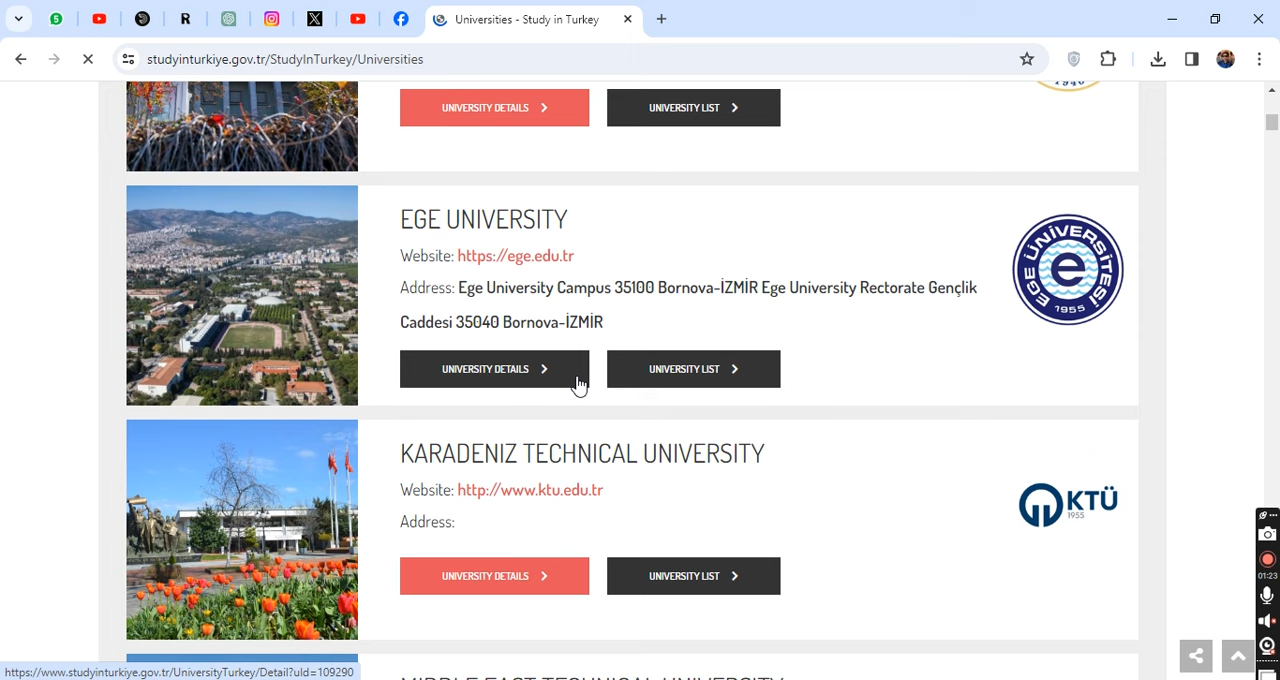 5
R
X
Universities - Study in Turkey
studyinturkiye.gov.tr/StudyInTurkey/Universities
1946
UNIVERSITY DETAILS
UNIVERSITY LIST
EGE UNIVERSITY
Website: https://ege.edu.tr
Address: Ege University Campus 35100 Bornova-İZMİR Ege University Rectorate Gençlik
Caddesi 35040 Bornova-İZMİR
EGE ÜNİVERSİTESİ
e
1955
UNIVERSITY DETAILS
UNIVERSITY LIST
KARADENIZ TECHNICAL UNIVERSITY
Website: http://www.ktu.edu.tr
Address:
KTÜ
1955
UNIVERSITY DETAILS
UNIVERSITY LIST
01:23
https://www.studyinturkiye.gov.tr/UniversityTurkey/Detail?uId=109290
MIDDLE EAST TECHNICAL UNIVERSITY